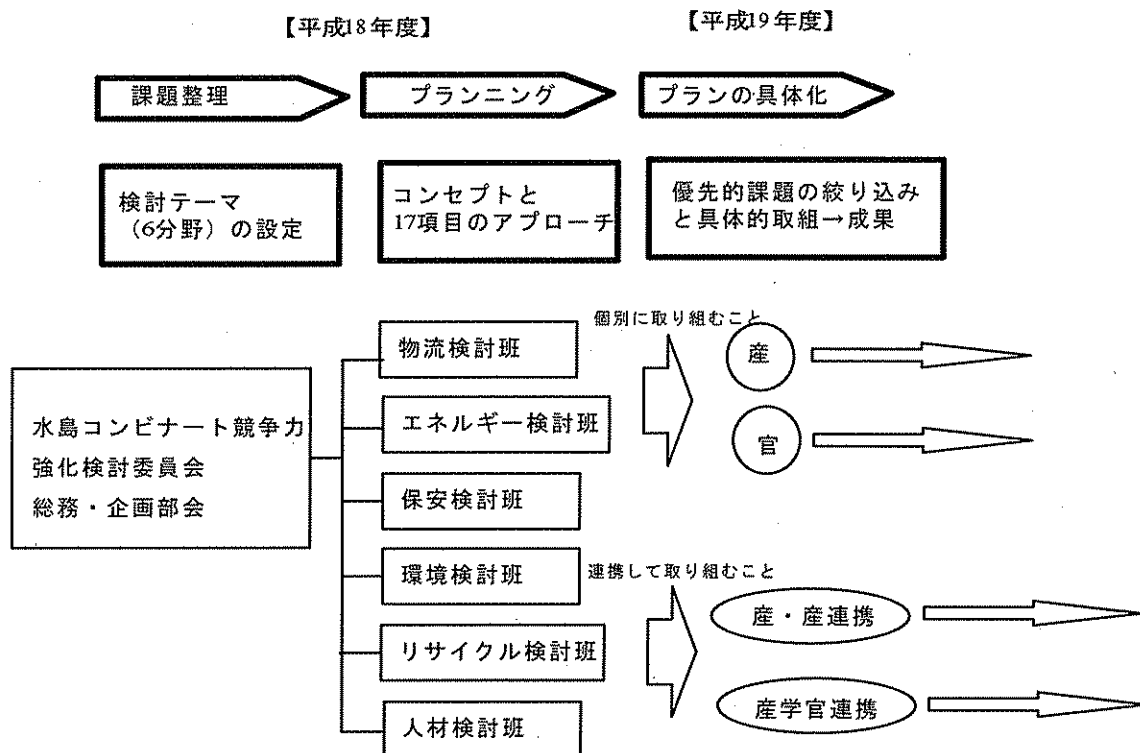 【平成18年度】
【平成19年度】
課題整理
プランニング
プランの具体化
検討テーマ
（6分野）の設定
コンセプトと
17項目のアプローチ
優先的課題の絞り込み
と具体的取組→成果
水島コンビナート競争力
強化検討委員会
総務・企画部会
物流検討班
エネルギー検討班
保安検討班
環境検討班
リサイクル検討班
人材検討班
個別に取り組むこと
産
官
連携して取り組むこと
産・産連携
産学官連携